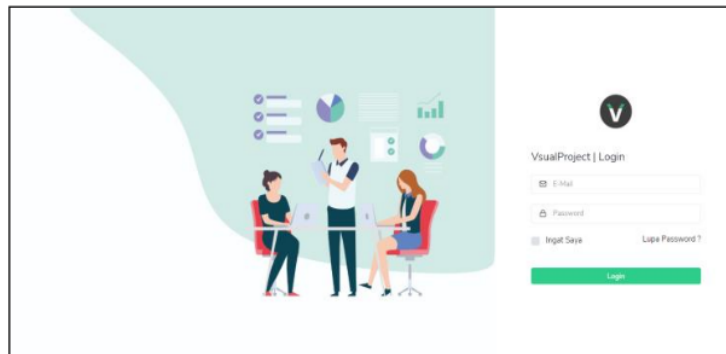 VsualProject | Login
E-Mail
Password
Ingat Saya
Lupa Password ?
Login